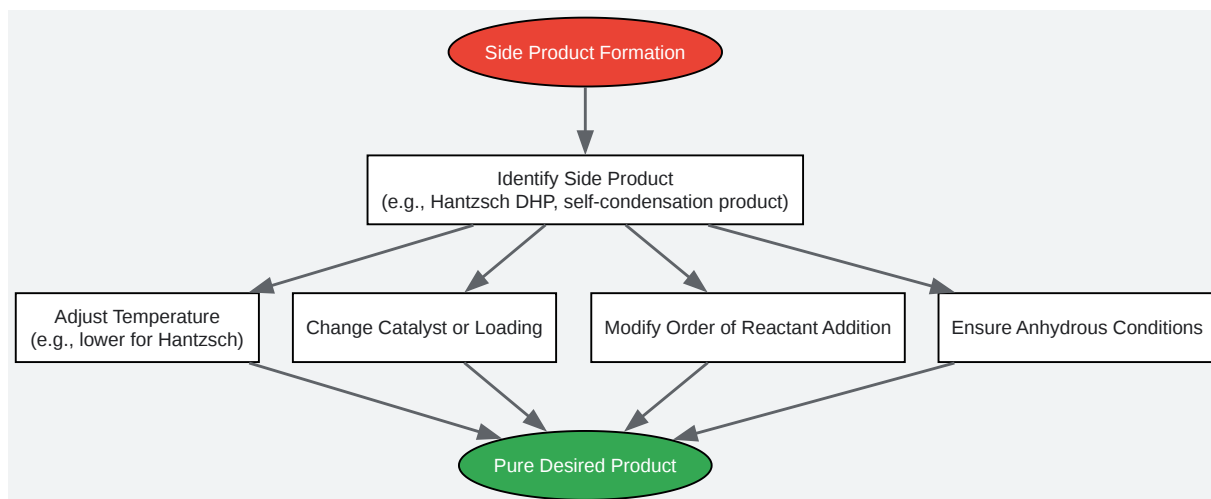 Side Product Formation
Identify Side Product
(e.g., Hantzsch DHP, self-condensation product)
Adjust Temperature
(e.g., lower for Hantzsch)
Change Catalyst or Loading
Modify Order of Reactant Addition
Ensure Anhydrous Conditions
Pure Desired Product